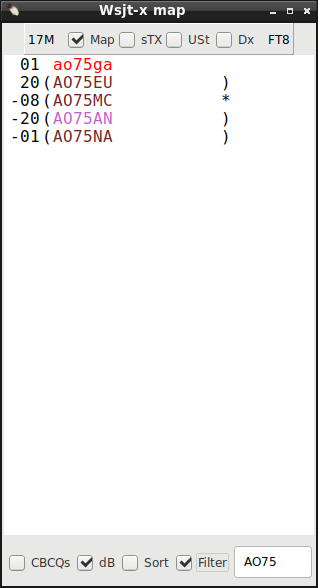 Wsjt-x map
17M Map sTX USt Dx FT8
01 ao75ga
20(AO75EU )
-08(AO75MC *
-20(AO75AN )
-01(AO75NA )
CBCQs dB Sort Filter AO75